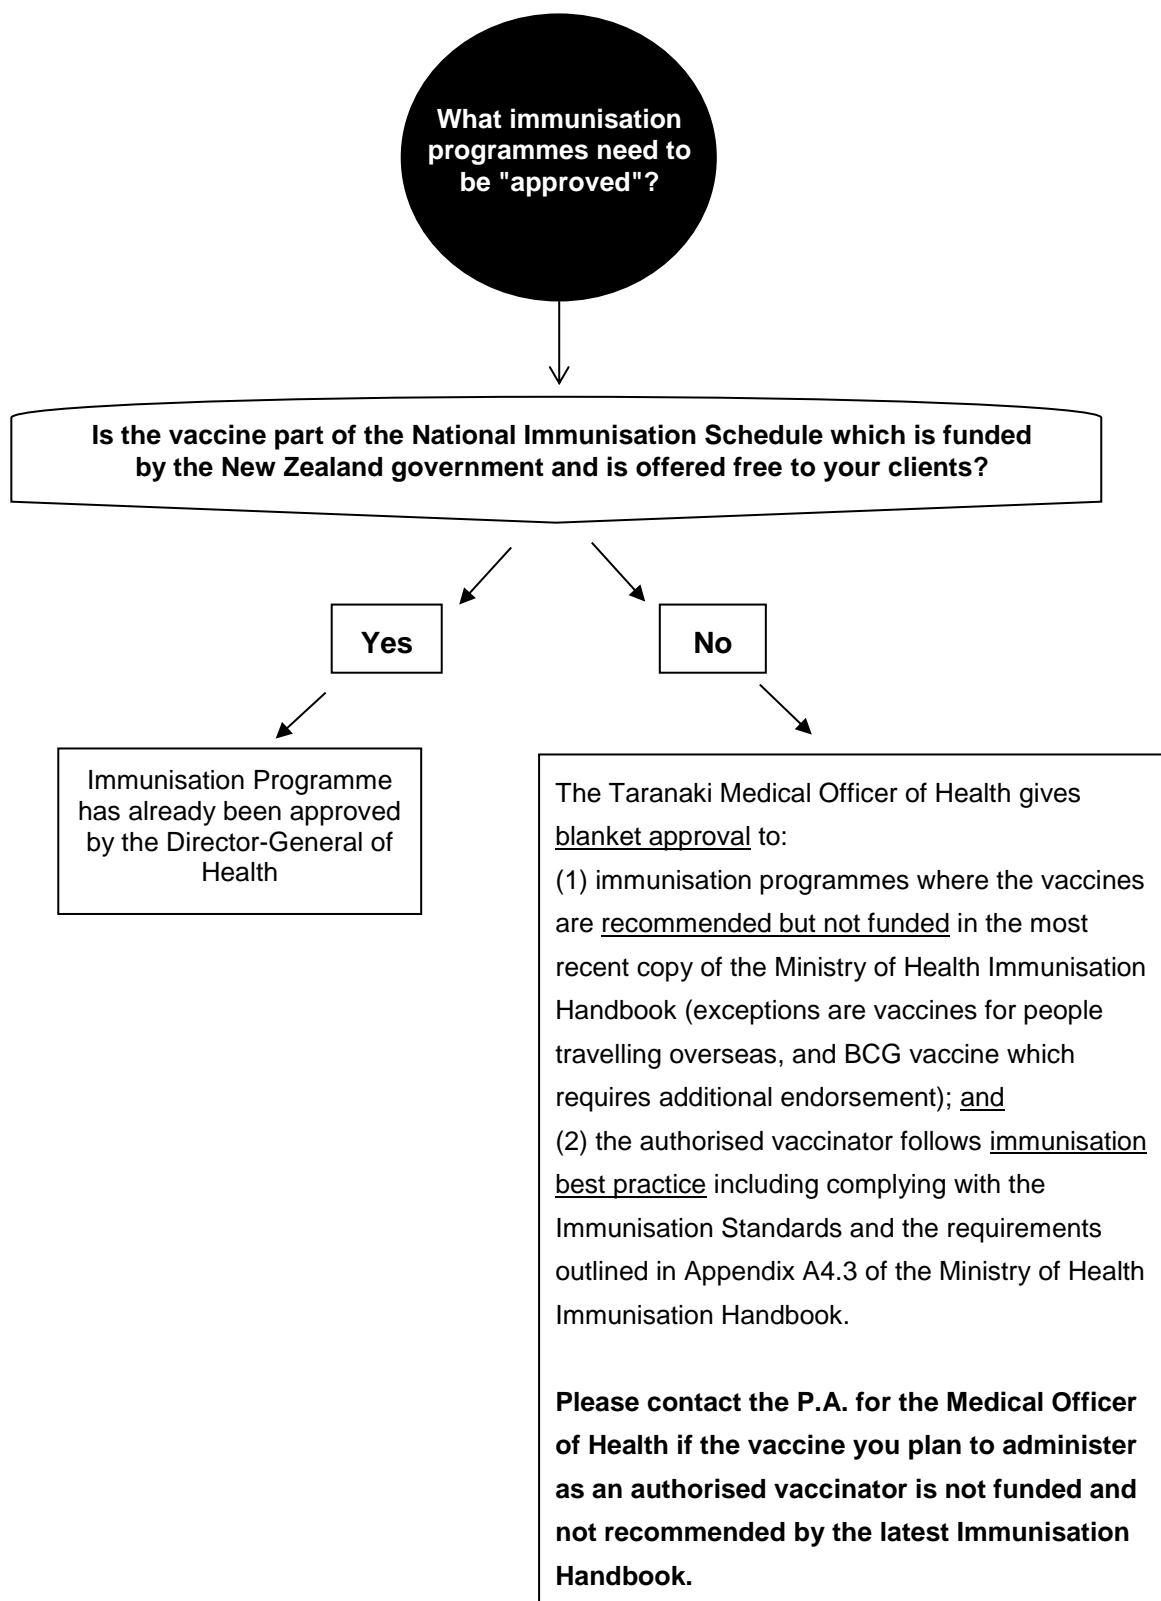 What immunisation
programmes need to
be "approved"?
Is the vaccine part of the National Immunisation Schedule which is funded
by the New Zealand government and is offered free to your clients?
Yes
No
Immunisation Programme
has already been approved
by the Director-General of
Health
The Taranaki Medical Officer of Health gives
blanket approval to:
(1) immunisation programmes where the vaccines
are recommended but not funded in the most
recent copy of the Ministry of Health Immunisation
Handbook (exceptions are vaccines for people
travelling overseas, and BCG vaccine which
requires additional endorsement); and
(2) the authorised vaccinator follows immunisation
best practice including complying with the
Immunisation Standards and the requirements
outlined in Appendix A4.3 of the Ministry of Health
Immunisation Handbook.
Please contact the P.A. for the Medical Officer
of Health if the vaccine you plan to administer
as an authorised vaccinator is not funded and
not recommended by the latest Immunisation
Handbook.